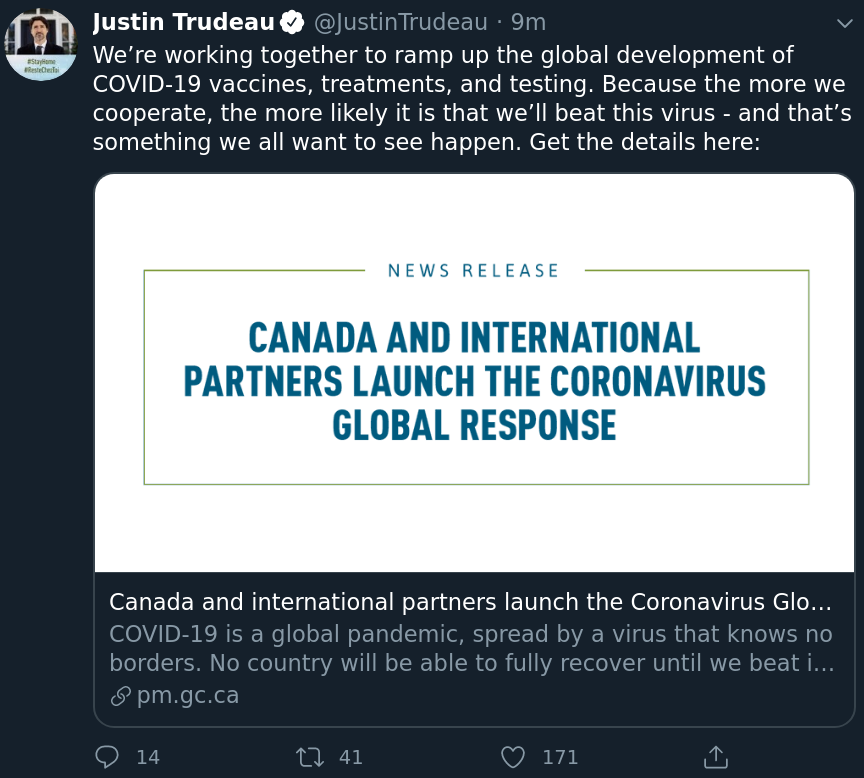 Justin Trudeau @JustinTrudeau · 9m
We’re working together to ramp up the global development of
COVID-19 vaccines, treatments, and testing. Because the more we
cooperate, the more likely it is that we’ll beat this virus - and that’s
something we all want to see happen. Get the details here:
#StayHome
#ResteChezToi
NEWS RELEASE
CANADA AND INTERNATIONAL
PARTNERS LAUNCH THE CORONAVIRUS
GLOBAL RESPONSE
Canada and international partners launch the Coronavirus Glo...
COVID-19 is a global pandemic, spread by a virus that knows no
borders. No country will be able to fully recover until we beat i...
pm.gc.ca
14 41 171